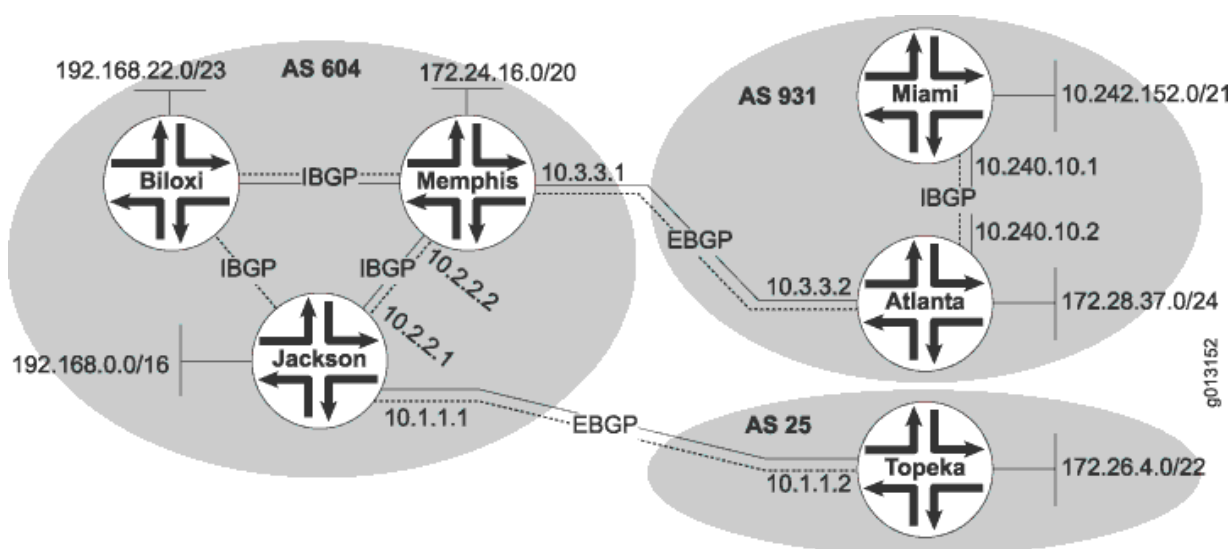 192.168.22.0/23
AS 604
172.24.16.0/20
Biloxi
IBGP
Memphis
10.3.3.1
IBGP
IBGP
10.2.2.2
10.2.2.1
Jackson
192.168.0.0/16
10.1.1.1
EBGP
AS 931
Miami
10.242.152.0/21
10.240.10.1
IBGP
10.240.10.2
EBGP
10.3.3.2
Atlanta
172.28.37.0/24
AS 25
Topeka
10.1.1.2
172.26.4.0/22
g013152